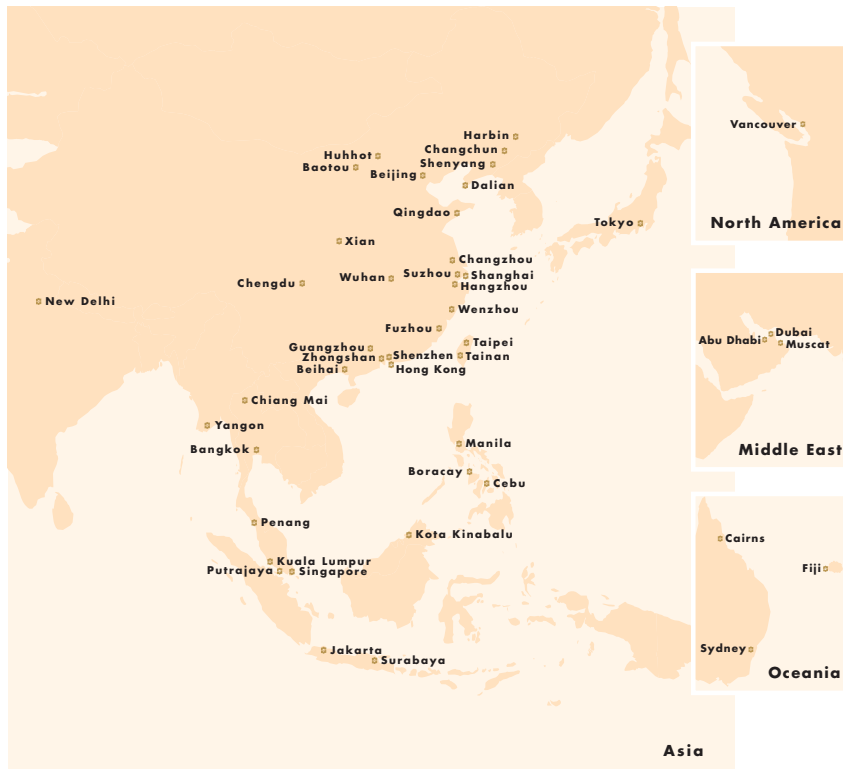 Harbin
Changchun
Huhhot
Shenyang
Baotou
Beijing
Dalian
Qingdao
Tokyo
Xian
Changzhou
Suzhou
Shanghai
Wuhan
Chengdu
Hangzhou
New Delhi
Wenzhou
Fuzhou
Taipei
Guangzhou
Zhongshan
Shenzhen
Tainan
Beihai
Hong Kong
Chiang Mai
Yangon
Manila
Bangkok
Boracay
Cebu
Penang
Kota Kinabalu
Kuala Lumpur
Putrajaya
Singapore
Jakarta
Surabaya
Asia
Vancouver
North America
Dubai
Abu Dhabi
Muscat
Middle East
Cairns
Fiji
Sydney
Oceania